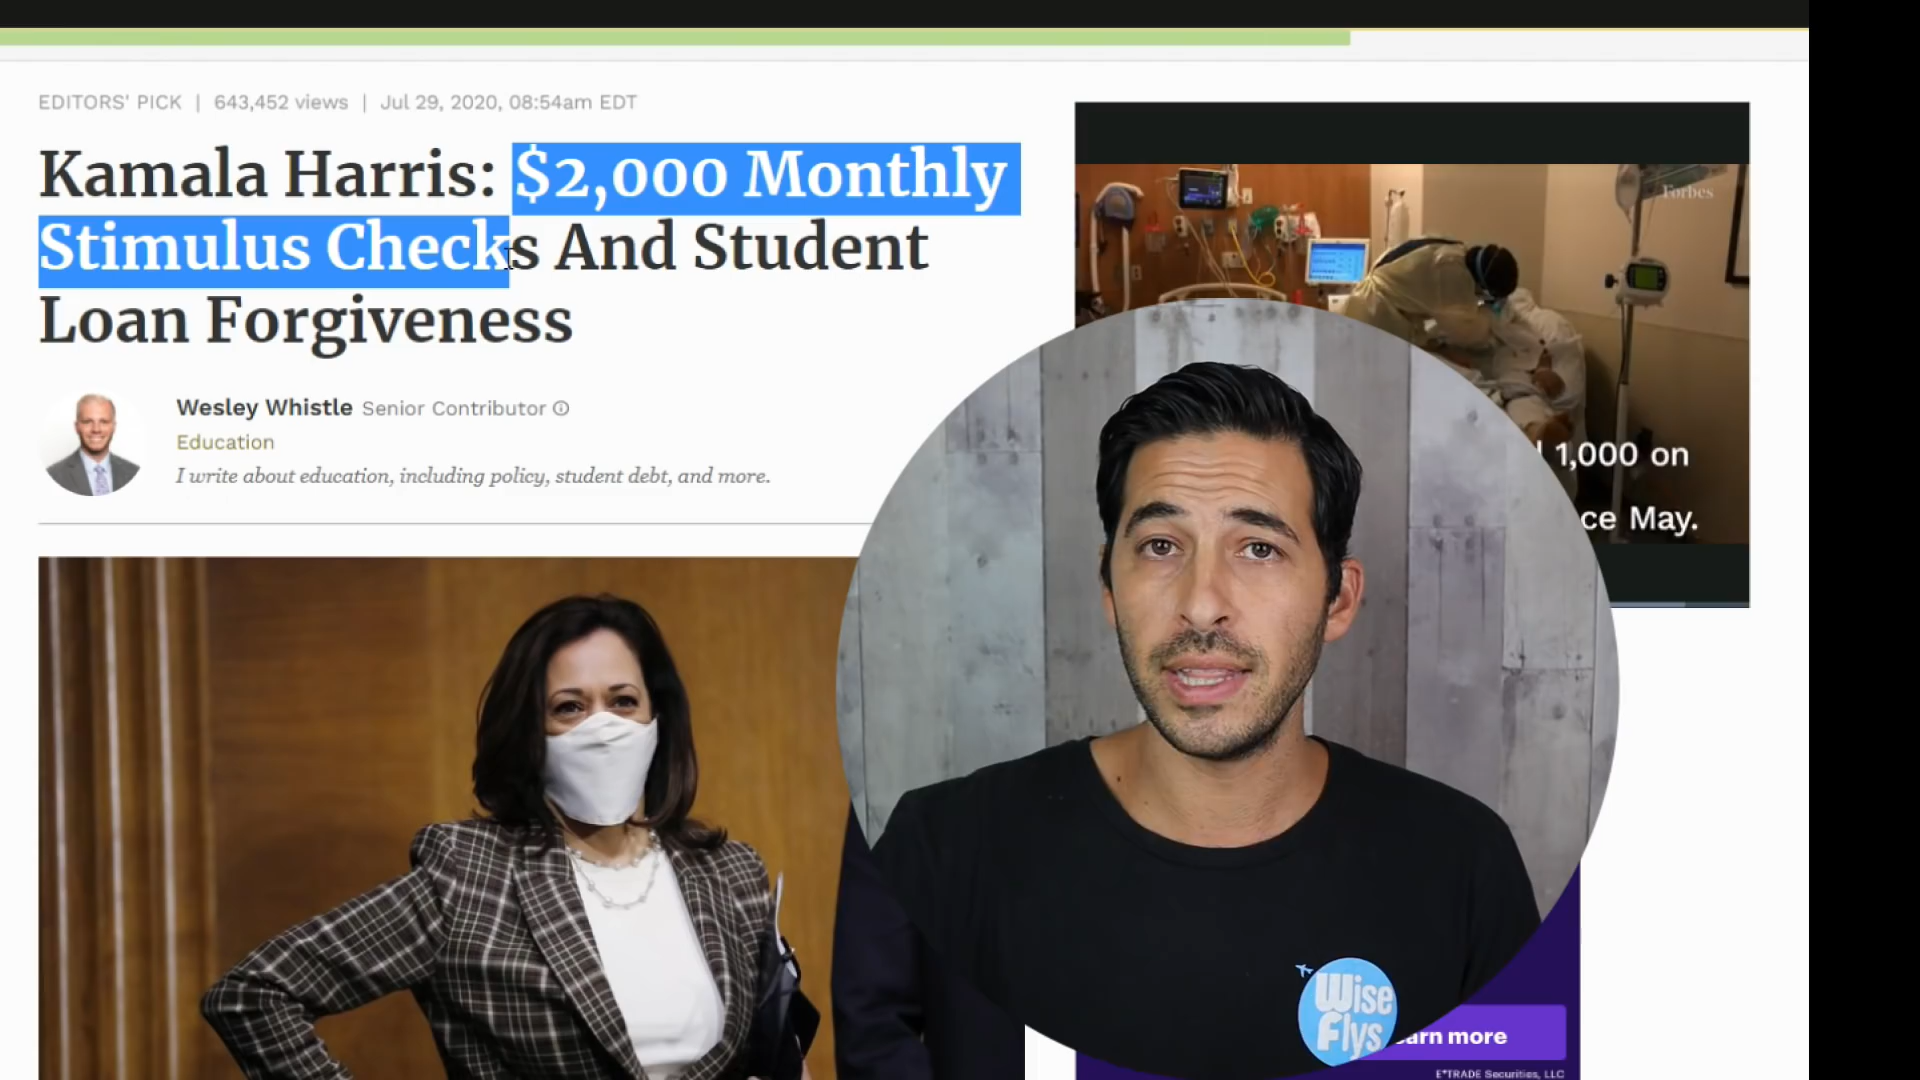 EDITORS' PICK | 643,452 views | Jul 29, 2020, 08:54am EDT
Kamala Harris: $2,000 Monthly
Stimulus Checks And Student
Loan Forgiveness
Wesley Whistle Senior Contributor
Education
I write about education, including policy, student debt, and more.
Forbes
1,000 on
ce May.
Wise
Flys
arn more
E*TRADE Securities, LLC